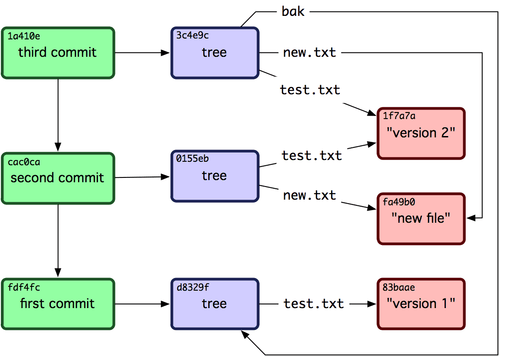 bak
1a410e
third commit
3c4e9c
tree
new.txt
test.txt
1f7a7a
"version 2"
cac0ca
second commit
0155eb
tree
test.txt
new.txt
fa49b0
"new file"
fdf4fc
first commit
d8329f
tree
test.txt
83baae
"version 1"